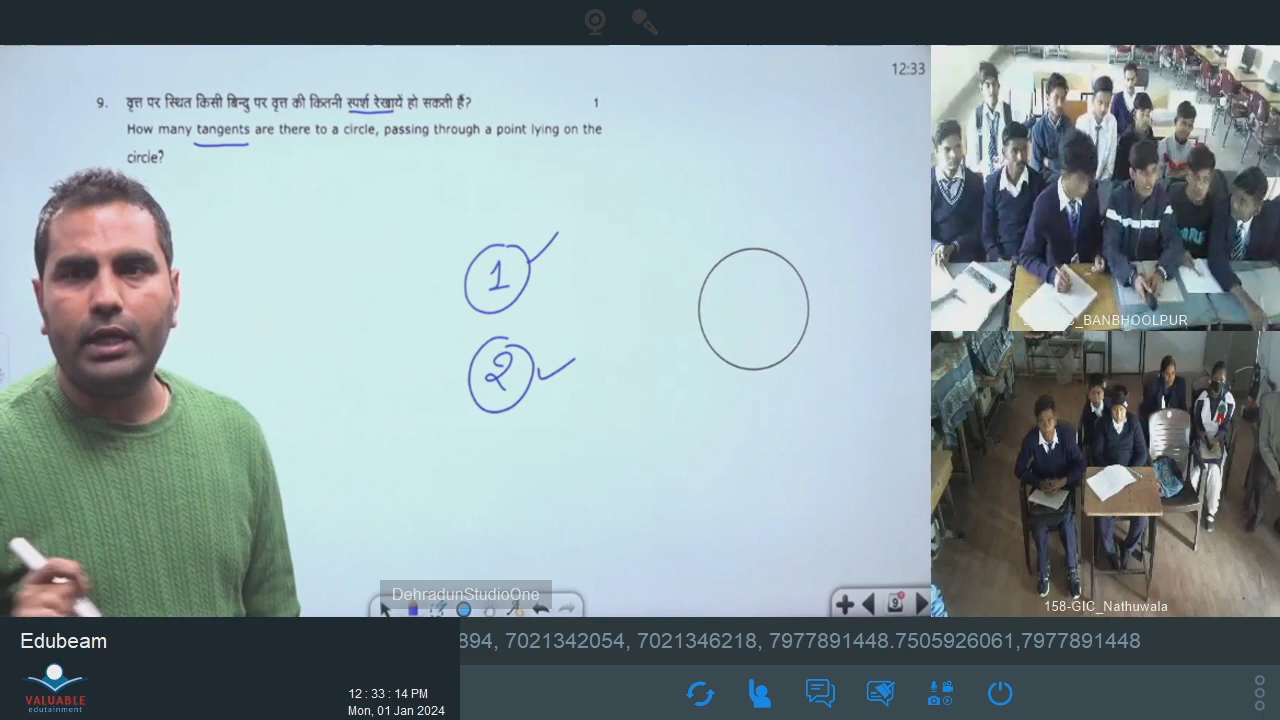 12:33
9. वृत्त पर स्थित किसी बिन्दु पर वृत्त की कितनी स्पर्श रेखायें हो सकती हैं? 1
How many tangents are there to a circle, passing through a point lying on the
circle?
1
2
BANBHOOLPUR
DehradunStudioOne
9
158-GIC_Nathuwala
Edubeam
894, 7021342054, 7021346218, 7977891448.7505926061,7977891448
VALUABLE
edutainment
12 : 33 : 14 PM
Mon, 01 Jan 2024